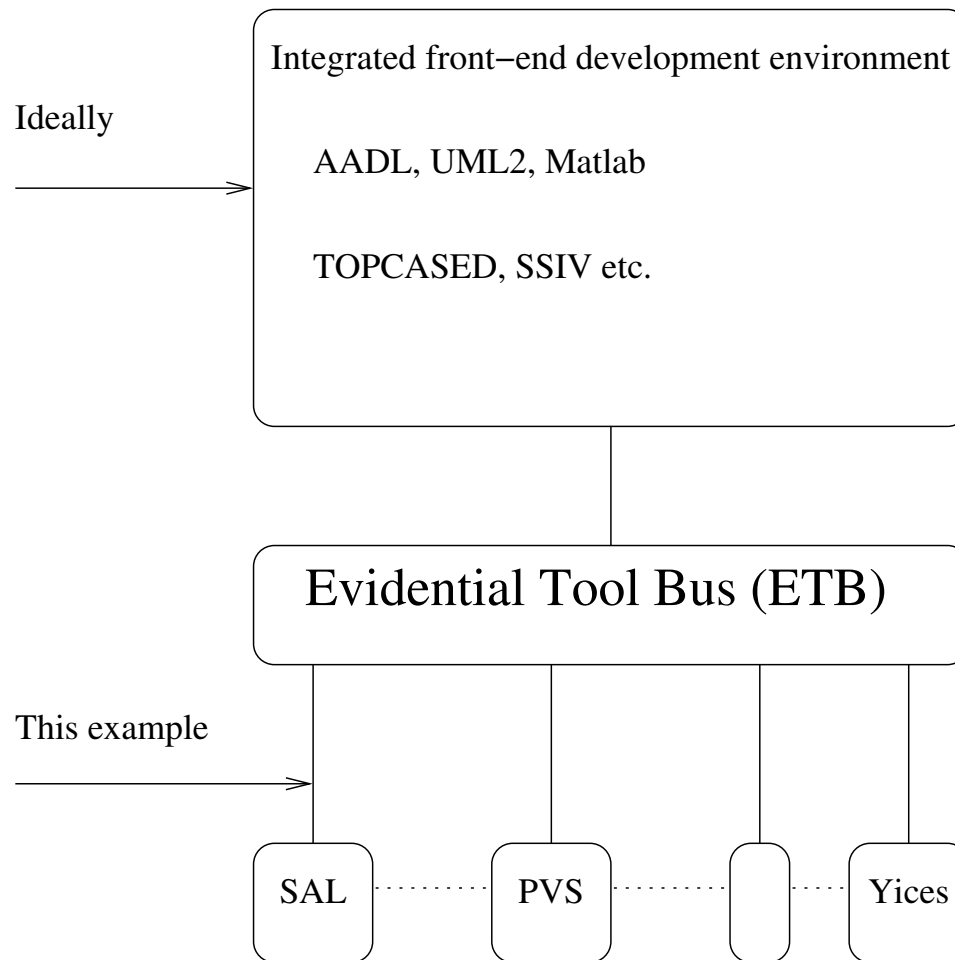 Integrated front−end development environment
Ideally
AADL, UML2, Matlab
TOPCASED, SSIV etc.
Evidential Tool Bus (ETB)
This example
SAL
PVS
Yices